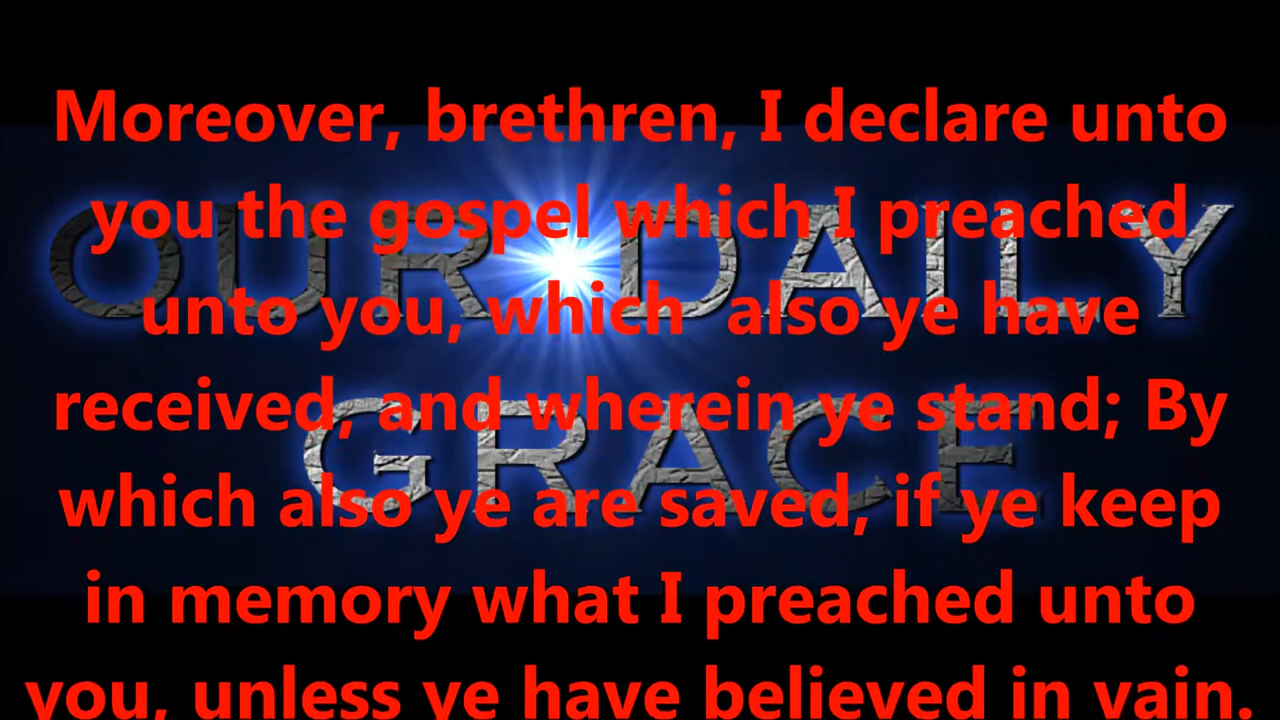 Moreover, brethren, I declare unto
you the gospel which I preached
OUR DAILY
unto you, which also ye have
received, and wherein ye stand; By
GRACE
which also ye are saved, if ye keep
in memory what I preached unto
you, unless ye have believed in vain.